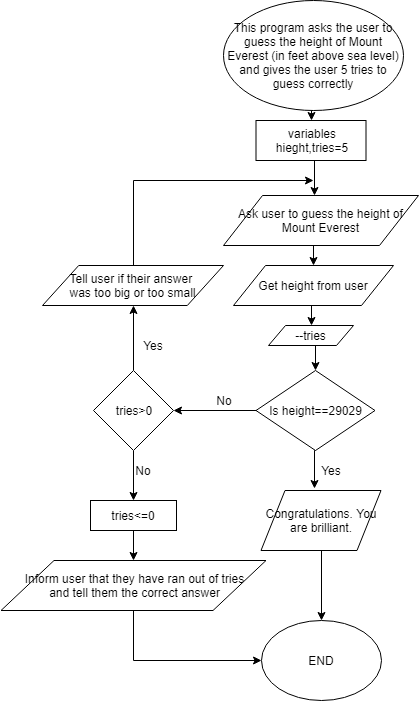 This program asks the user to
guess the height of Mount
Everest (in feet above sea level)
and gives the user 5 tries to
guess correctly
variables
hieght,tries=5
Ask user to guess the height of
Mount Everest
Tell user if their answer
was too big or too small
Get height from user
--tries
Yes
tries>0
No
Is height==29029
No
Yes
tries<=0
Congratulations. You
are brilliant.
Inform user that they have ran out of tries
and tell them the correct answer
END